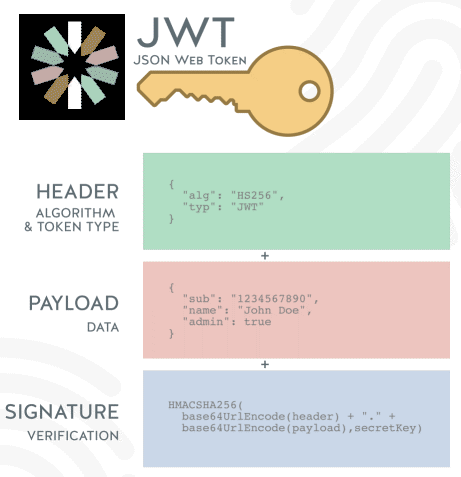 JWT
JSON Web Token
HEADER
ALGORITHM
& TOKEN TYPE
{
"alg": "HS256",
"typ": "JWT"
}
+
PAYLOAD
DATA
{
"sub": "1234567890",
"name": "John Doe",
"admin": true
}
+
SIGNATURE
VERIFICATION
HMACSHA256(
base64UrlEncode(header) + "." +
base64UrlEncode(payload),secretKey)